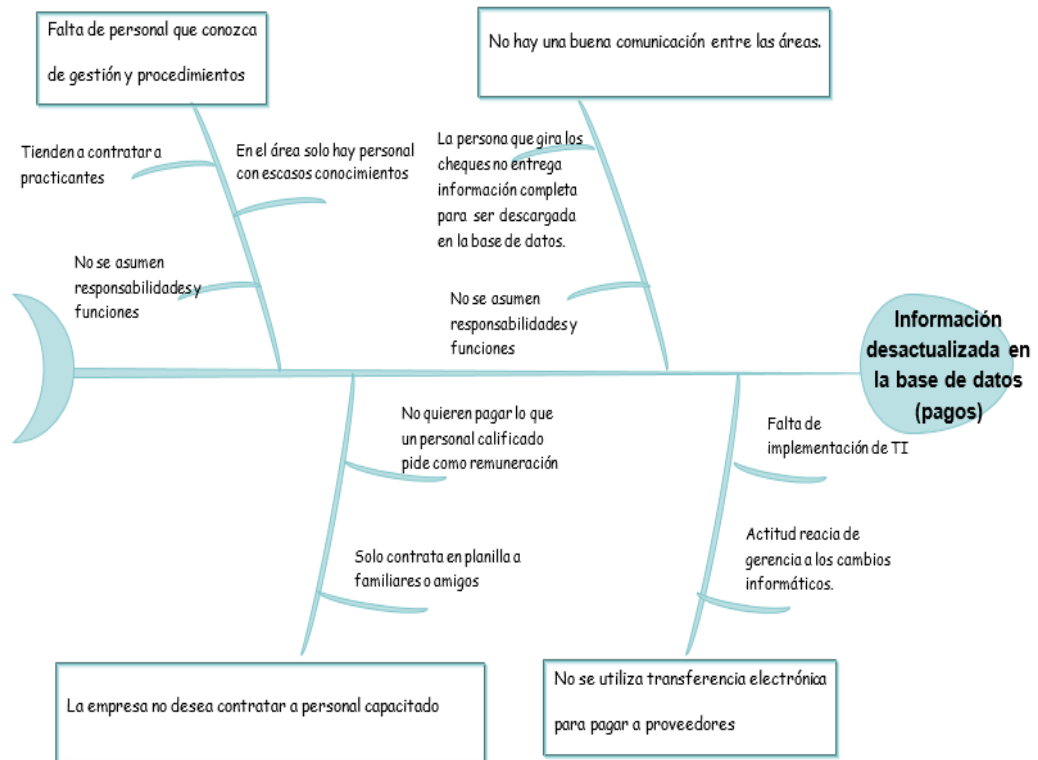 Falta de personal que conozca
de gestión y procedimientos
No hay una buena comunicación entre las áreas.
Tienden a contratar a
practicantes
En el área solo hay personal
con escasos conocimientos
No se asumen
responsabilidades y
funciones
La persona que gira los
cheques no entrega
información completa
para ser descargada
en la base de datos.
No se asumen
responsabilidades y
funciones
Información
desactualizada en
la base de datos
(pagos)
No quieren pagar lo que
un personal calificado
pide como remuneración
Solo contrata en planilla a
familiares o amigos
Falta de
implementación de TI
Actitud reacia de
gerencia a los cambios
informáticos.
La empresa no desea contratar a personal capacitado
No se utiliza transferencia electrónica
para pagar a proveedores